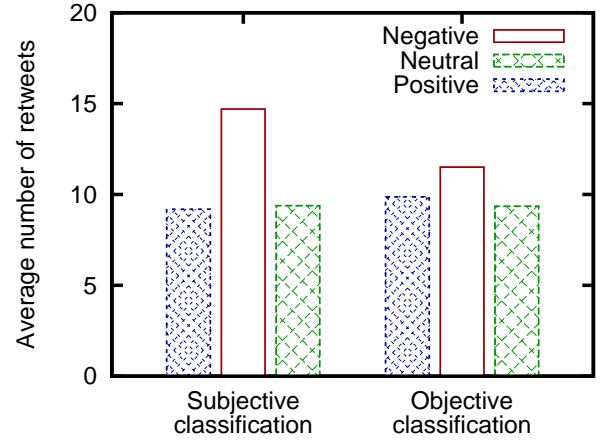 20
15
10
5
0
Average number of retweets
Negative
Neutral
Positive
Subjective
classification
Objective
classification